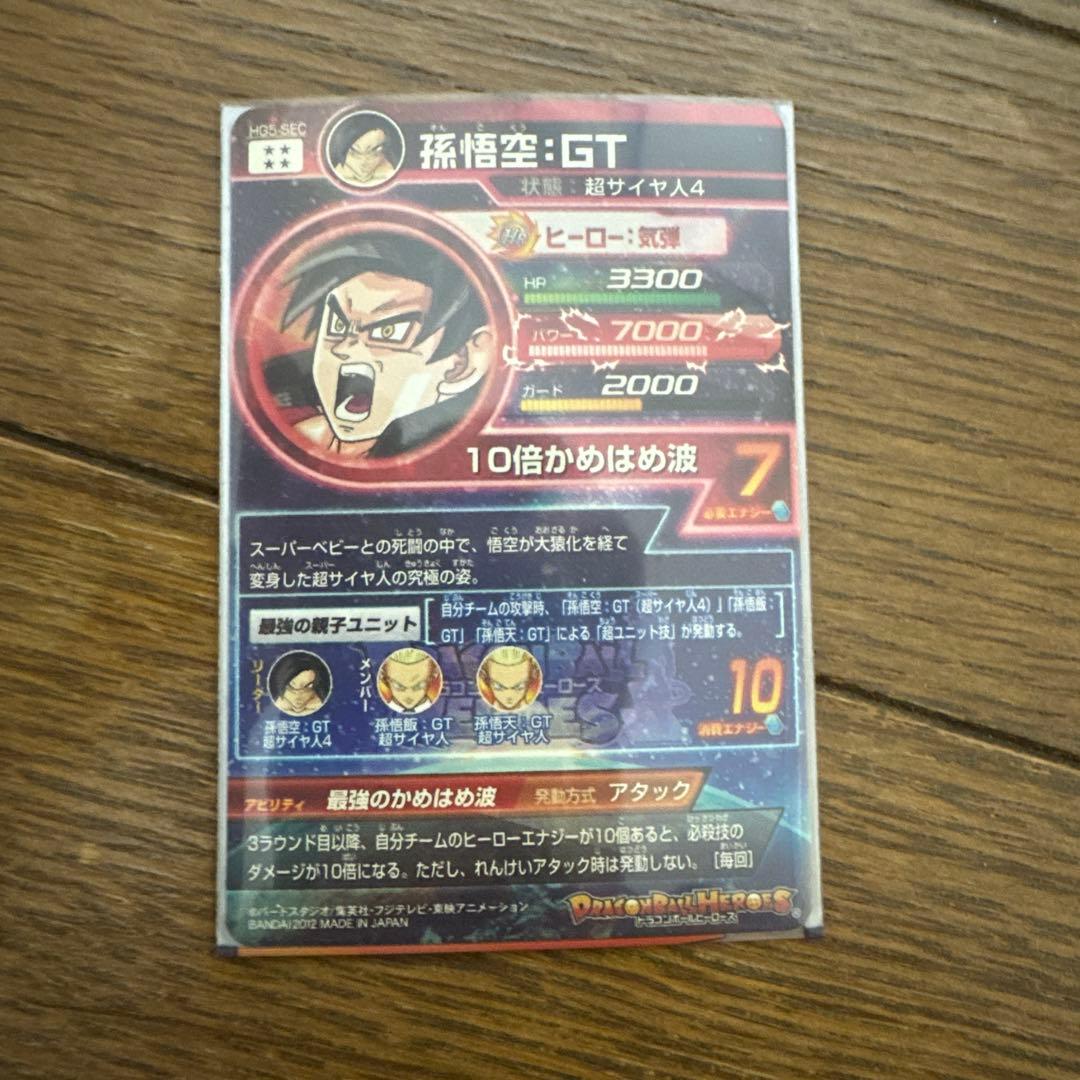 HG5-SEC
孫悟空:GT
状態:超サイヤ人4
ヒーロー:気弾
HP 3300
パワー 7000
ガード 2000
10倍かめはめ波
7
必要エナジー
スーパーベビーとの死闘の中で、悟空が大猿化を経て
変身した超サイヤ人の究極の姿。
最強の親子ユニット
自分チームの攻撃時、「孫悟空:GT(超サイヤ人4)」「孫悟飯:
GT」「孫悟天:GT」による「超ユニット技」が発動する。
リーダー
孫悟空:GT
超サイヤ人4
メンバー
孫悟飯:GT
超サイヤ人
孫悟天:GT
超サイヤ人
10
消費エナジー
アビリティ 最強のかめはめ波 発動方式 アタック
3ラウンド目以降、自分チームのヒーローエナジーが10個あると、必殺技の
ダメージが10倍になる。ただし、れんけいアタック時は発動しない。[毎回]
©バードスタジオ/集英社・フジテレビ・東映アニメーション
BANDAI 2012 MADE IN JAPAN
DRAGONBALL HEROES
ドラゴンボールヒーローズ